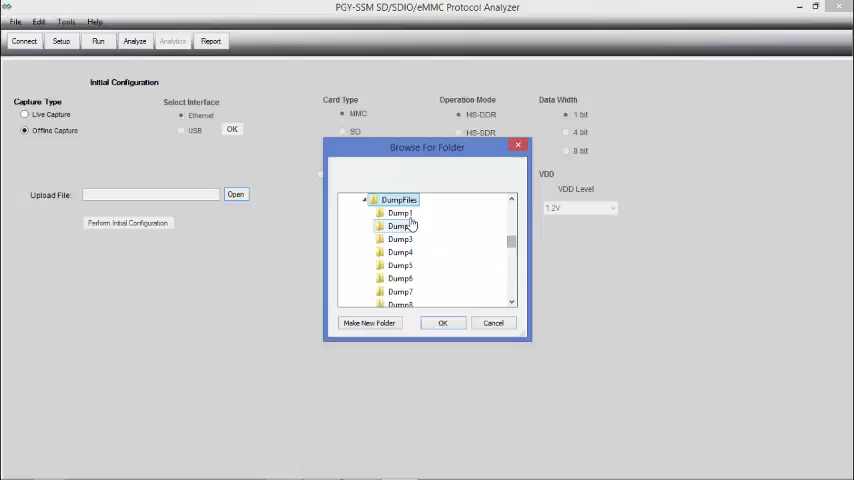 PGY-SSM SD/SDIO/eMMC Protocol Analyzer
File Edit Tools Help
Connect Setup Run Analyze Analytics Report
Initial Configuration
Capture Type
Live Capture
Offline Capture
Select Interface
Ethernet
USB
OK
Card Type
MMC
SD
Operation Mode
HS-DDR
HS-SDR
Data Width
1 bit
4 bit
8 bit
VDD
VDD Level
1.2V
Upload File:
Open
Perform Initial Configuration
Browse For Folder
DumpFiles
Dump1
Dump3
Dump4
Dump5
Dump6
Dump7
Dump8
Make New Folder
OK
Cancel